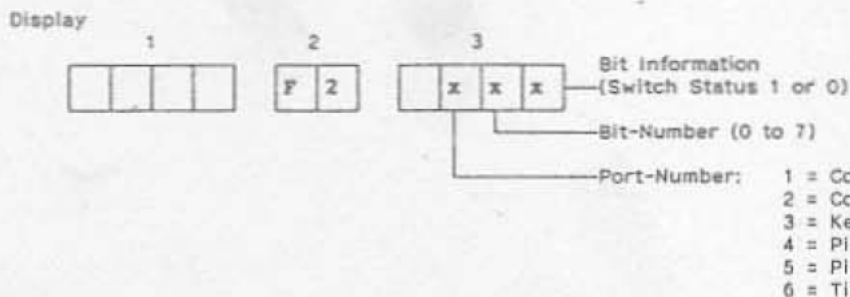 Display
1 2 3
F 2 x x x
Bit Information
(Switch Status 1 or 0)
Bit-Number (0 to 7)
Port-Number: 1 = Co
2 = Co
3 = Ke
4 = Pi
5 = Pi
6 = Ti